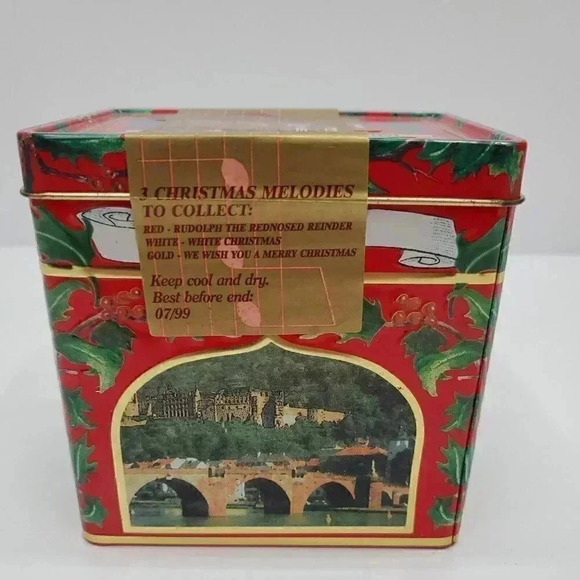 3 CHRISTMAS MELODIES
TO COLLECT:
RED - RUDOLPH THE REDNOSED REINDER
WHITE - WHITE CHRISTMAS
GOLD - WE WISH YOU A MERRY CHRISTMAS
Keep cool and dry.
Best before end:
07/99